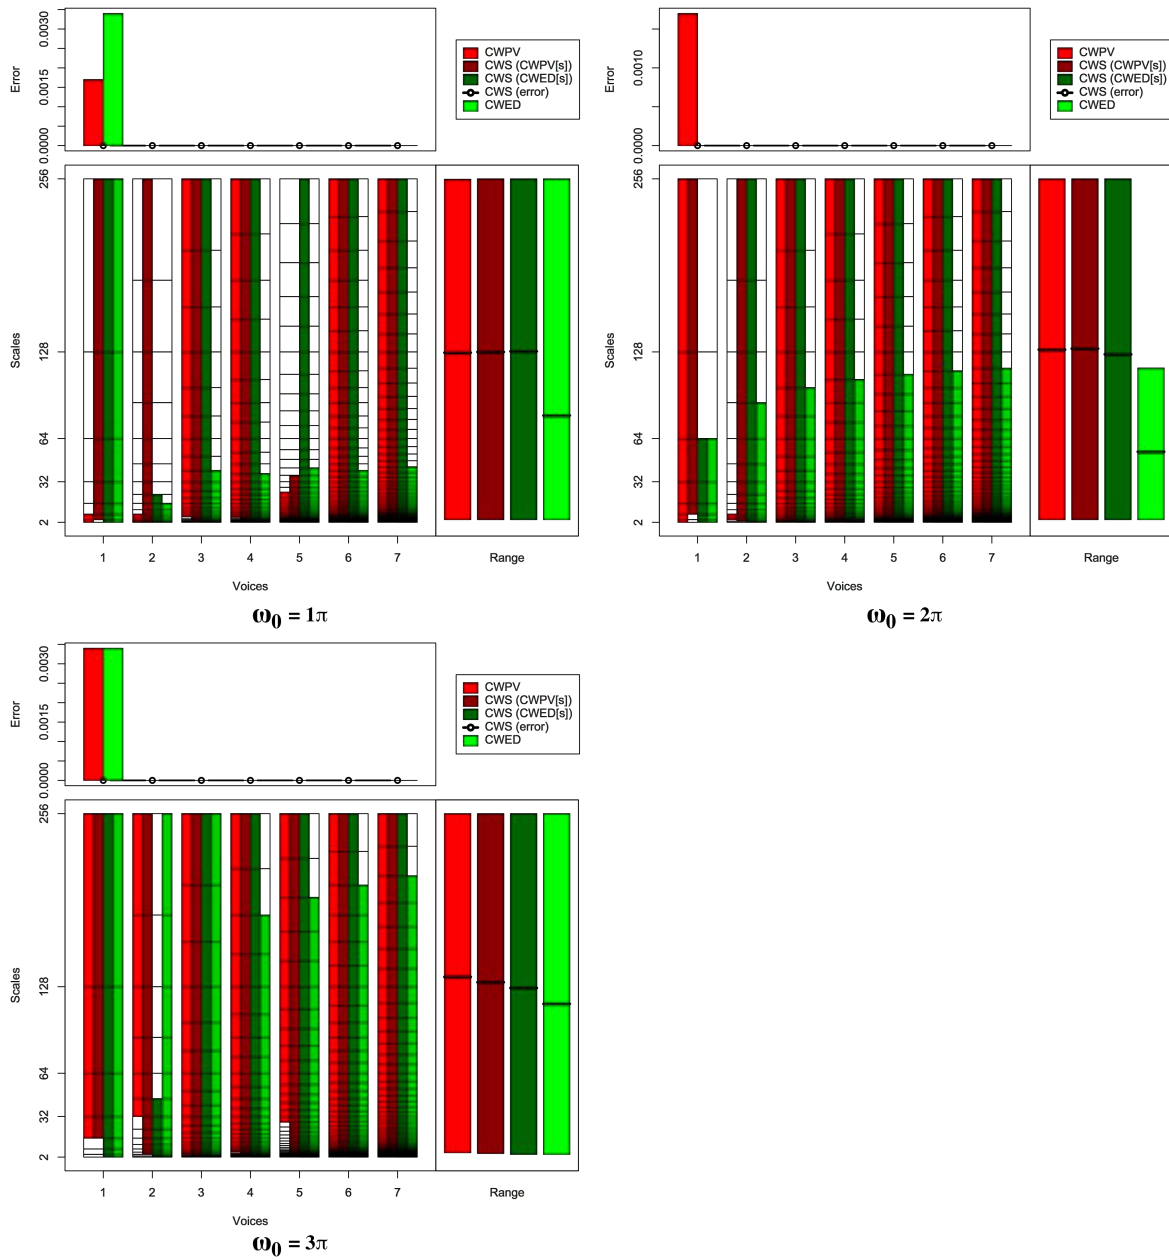 Error
0.0000 0.0015 0.0030
CWPV
CWS (CWPV[s])
CWS (CWED[s])
CWS (error)
CWED
Scales
256
128
64
32
2
1 2 3 4 5 6 7
Voices
Range
ω0 = 1π
Error
0.0000 0.0010
CWPV
CWS (CWPV[s])
CWS (CWED[s])
CWS (error)
CWED
Scales
256
128
64
32
2
1 2 3 4 5 6 7
Voices
Range
ω0 = 2π
Error
0.0000 0.0015 0.0030
CWPV
CWS (CWPV[s])
CWS (CWED[s])
CWS (error)
CWED
Scales
256
128
64
32
2
1 2 3 4 5 6 7
Voices
Range
ω0 = 3π